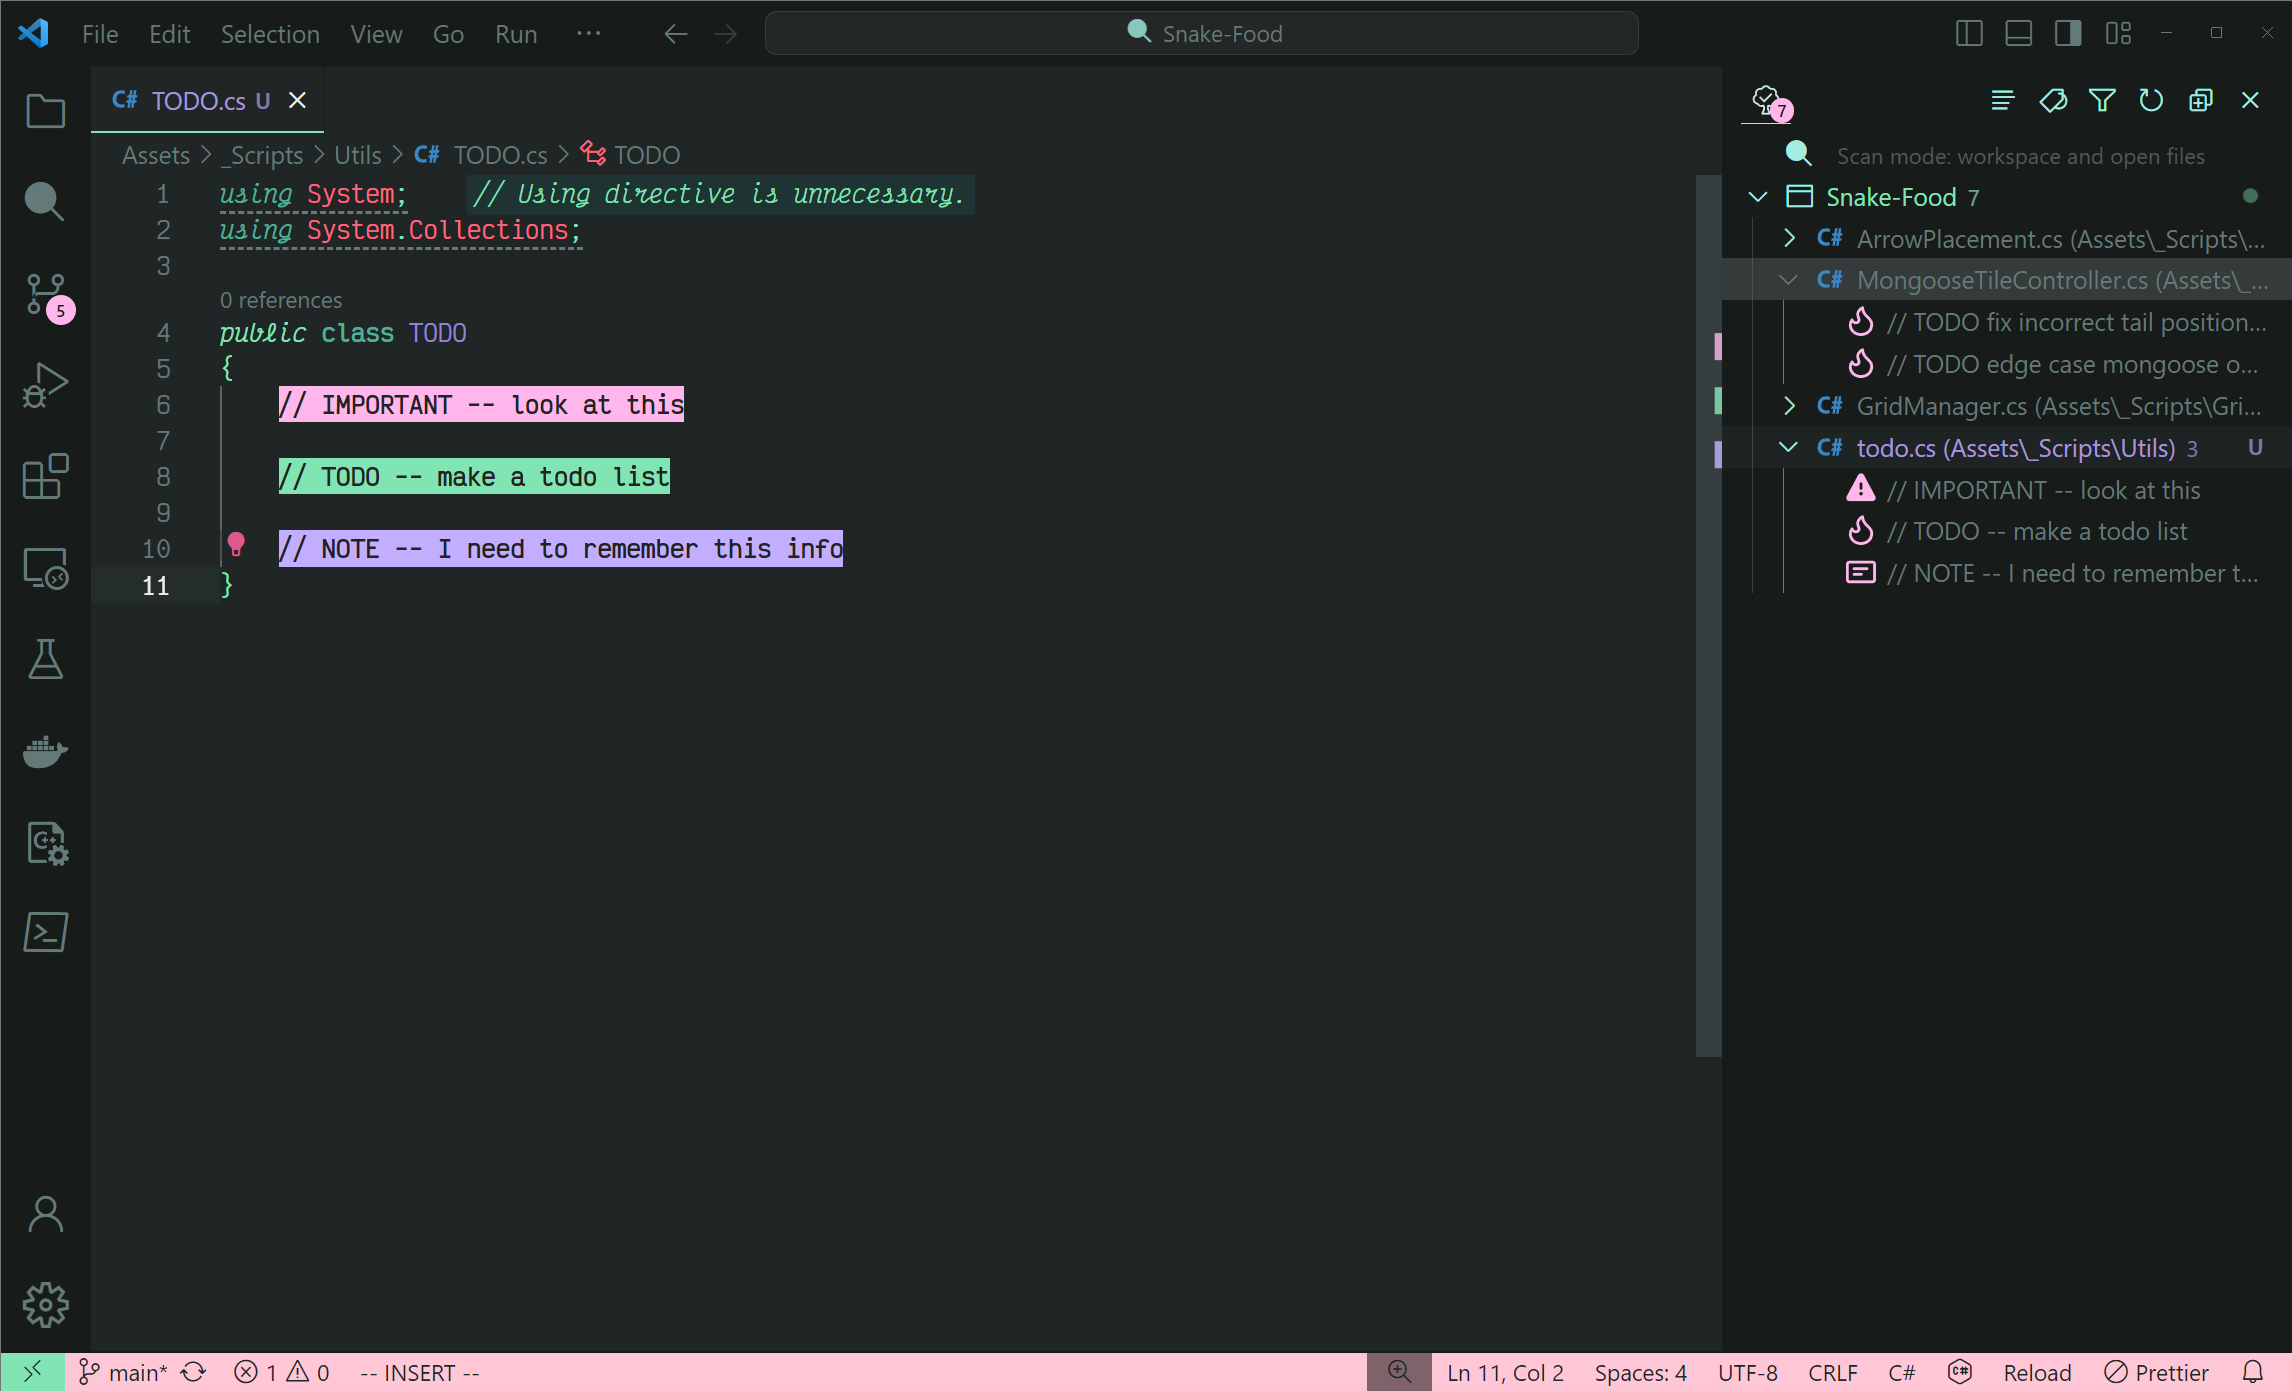 File Edit Selection View Go Run ··· Snake-Food
C# TODO.cs U
7
Assets > _Scripts > Utils > C# TODO.cs > TODO
Scan mode: workspace and open files
1 using System; // Using directive is unnecessary.
2 using System.Collections;
3
0 references
4 public class TODO
5 {
6 // IMPORTANT -- look at this
7
8 // TODO -- make a todo list
9
10 // NOTE -- I need to remember this info
11 }
5
Snake-Food 7
C# ArrowPlacement.cs (Assets\_Scripts\...
C# MongooseTileController.cs (Assets\_...
// TODO fix incorrect tail position...
// TODO edge case mongoose o...
C# GridManager.cs (Assets\_Scripts\Gri...
C# todo.cs (Assets\_Scripts\Utils) 3 U
// IMPORTANT -- look at this
// TODO -- make a todo list
// NOTE -- I need to remember t...
main* 1 0 -- INSERT -- Ln 11, Col 2 Spaces: 4 UTF-8 CRLF C# Reload Prettier